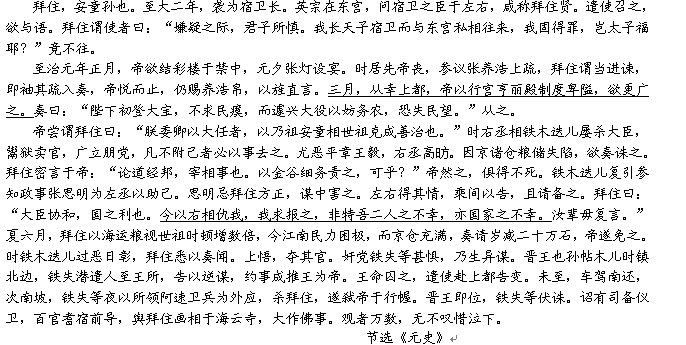 拜住，安童孙也。至大二年，袭为宿卫长。英宗在东宫，问宿卫之臣于左右，咸称拜住贤。遣使召之，
欲与语。拜住谓使者曰：“嫌疑之际，君子所慎。我长天子宿卫而与东宫私相往来，我固得罪，岂太子福
耶？”竟不往。
至治元年正月，帝欲结彩楼于禁中，元夕张灯设宴。时居先帝丧，参议张养浩上疏，拜住谓当进谏，
即袖其疏入奏，帝悦而止，仍赐养浩帛，以旌直言。三月，从幸上都，帝以行宫亨丽殿制度卑隘，欲更广
之。奏曰：“陛下初登大宝，不求民瘼，而遽兴大役以妨农务，恐失民望。”从之。
帝尝谓拜住曰：“朕委卿以大任者，以乃祖安童相世祖克成善治也。”时右丞相铁木迭儿屡杀大臣，
鬻狱卖官，广立朋党，凡不附己者必以事去之。尤恶平章王毅，右丞高昉。因京诸仓粮储失陷，欲奏诛之。
拜住密言于帝：“论道经邦，宰相事也。以金谷细务责之，可乎？”帝然之，俱得不死。铁木迭儿复引参
知政事张思明为左丞以助己。思明忌拜住方正，谋中害之。左右得其情，乘间以告，且请备之。拜住曰：
“大臣协和，国之利也。今以右相仇我，我求报之，非特吾二人之不幸，亦国家之不幸。汝辈毋复言。”
夏六月，拜住以海运粮视世祖时顿增数倍，今江南民力困极，而京仓充满，奏请岁减二十万石，帝遂免之。
时铁木迭儿过恶日彰，拜住悉以奏闻。上悟，夺其官。奸党铁失等甚惧，乃生异谋。晋王也孙帖木儿时镇
北边，铁失潜遣人至王所，告以逆谋，约事成推王为帝。王命囚之，遣使赴上都告变。未至，车驾南还，
次南坡，铁失等夜以所领阿速卫兵为外应，杀拜住，遂弑帝于行幄。晋王即位，铁失等伏诛。诏有司备仪
卫，百官耆宿前导，舆拜住画相于海云寺，大作佛事。观者万数，无不叹惜泣下。
节选《元史》